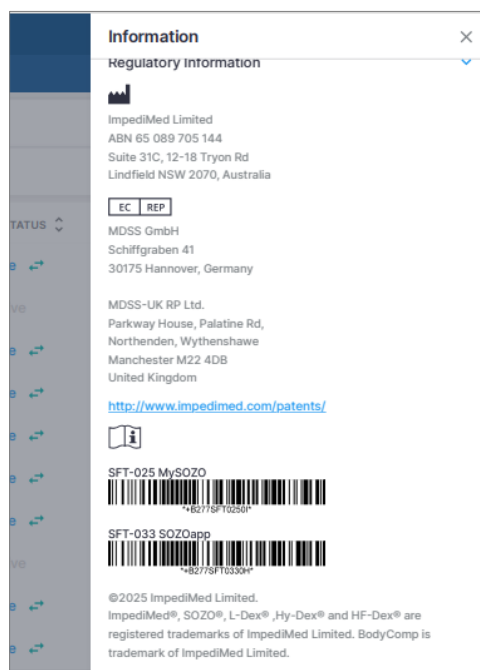 Information
Regulatory Information
ImpediMed Limited
ABN 65 089 705 144
Suite 31C, 12-18 Tryon Rd
Lindfield NSW 2070, Australia
EC REP
MDSS GmbH
Schiffgraben 41
30175 Hannover, Germany
MDSS-UK RP Ltd.
Parkway House, Palatine Rd,
Northenden, Wythenshawe
Manchester M22 4DB
United Kingdom
http://www.impedimed.com/patents/
SFT-025 MySOZO
*+B277SFT0250I*
SFT-033 SOZOapp
*+B277SFT0330H*
©2025 ImpediMed Limited.
ImpediMed®, SOZO®, L-Dex® ,Hy-Dex® and HF-Dex® are
registered trademarks of ImpediMed Limited. BodyComp is
trademark of ImpediMed Limited.
TATUS
e
ve
e
e
e
e
e
ve
e
e